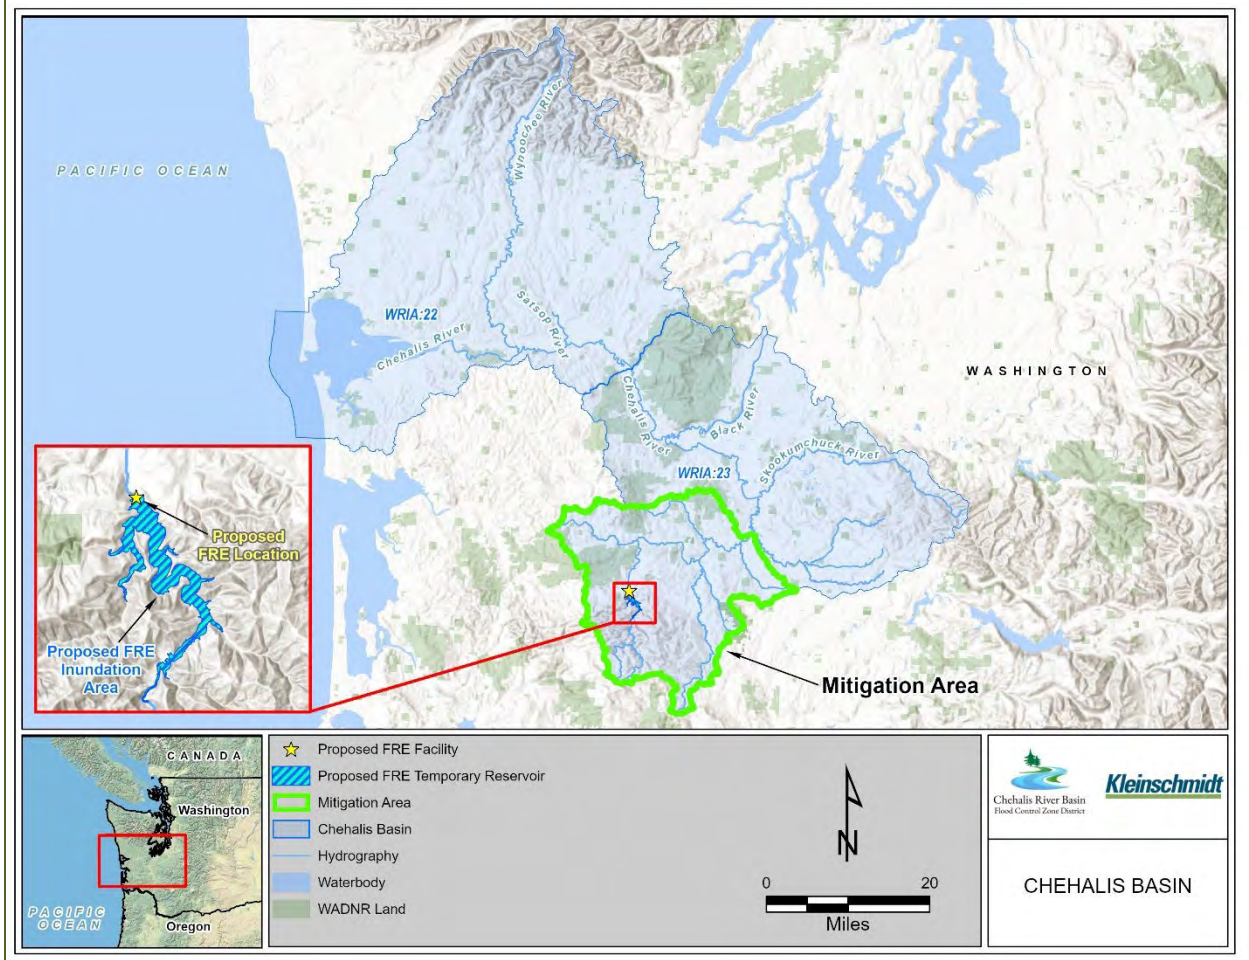 PACIFIC OCEAN
Wynoochee River
WRIA:22
Satsop River
Chehalis River
WASHINGTON
Chehalis River
Black River
Skookumchuck River
WRIA:23
Proposed
FRE Location
Proposed FRE
Inundation
Area
Mitigation Area
CANADA
Washington
PACIFIC
OCEAN
Oregon
Proposed FRE Facility
Proposed FRE Temporary Reservoir
Mitigation Area
Chehalis Basin
Hydrography
Waterbody
WADNR Land
N
0 20
Miles
Chehalis River Basin
Flood Control Zone District
Kleinschmidt
CHEHALIS BASIN